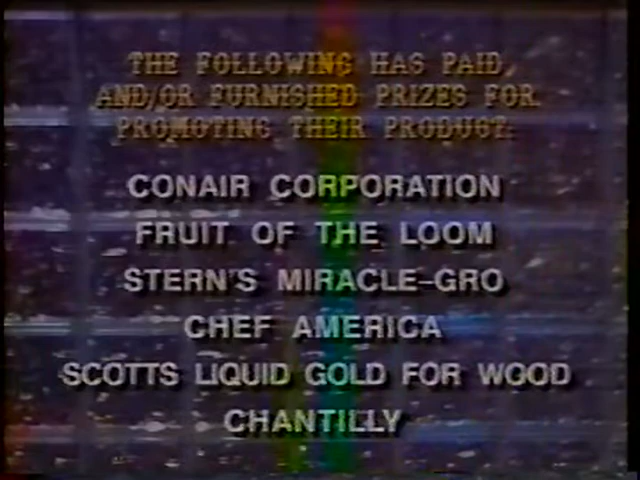 THE FOLLOWING HAS PAID
AND/OR FURNISHED PRIZES FOR
PROMOTING THEIR PRODUCT:
CONAIR CORPORATION
FRUIT OF THE LOOM
STERN'S MIRACLE-GRO
CHEF AMERICA
SCOTTS LIQUID GOLD FOR WOOD
CHANTILLY